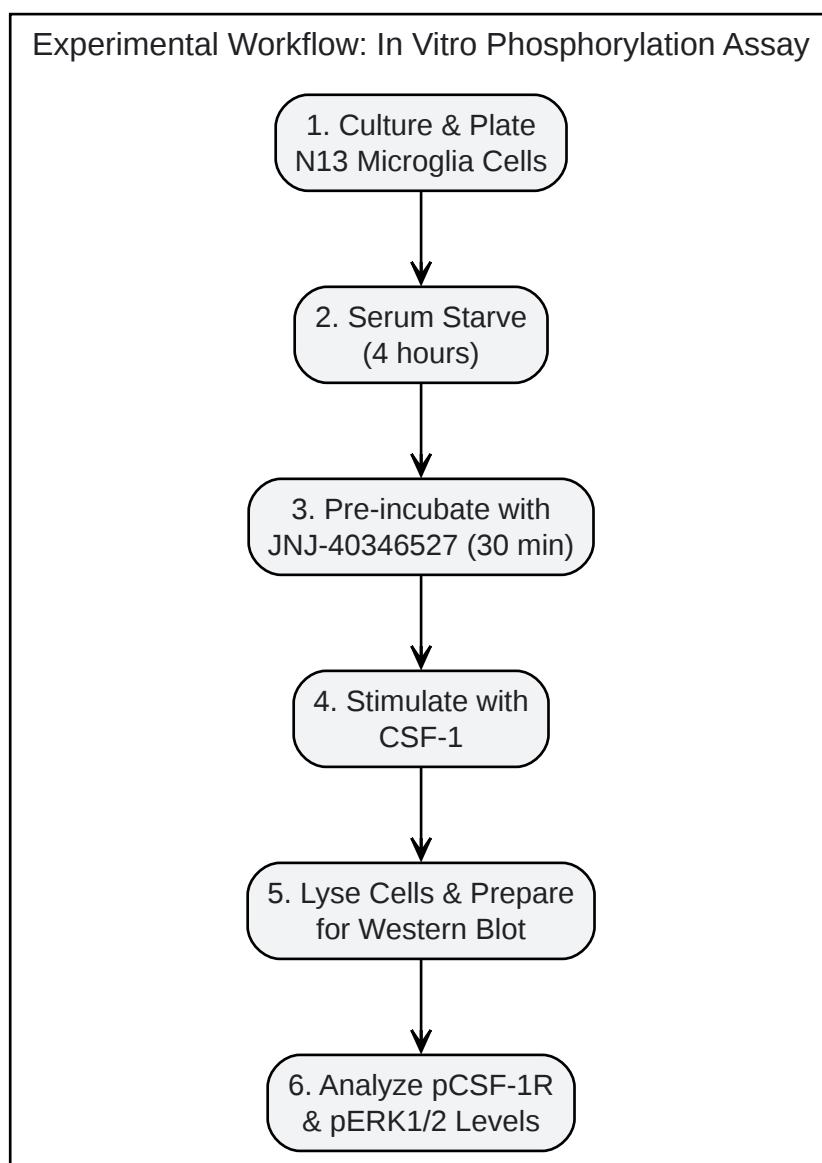 Experimental Workflow: In Vitro Phosphorylation Assay
1. Culture & Plate
N13 Microglia Cells
2. Serum Starve
(4 hours)
3. Pre-incubate with
JNJ-40346527 (30 min)
4. Stimulate with
CSF-1
5. Lyse Cells & Prepare
for Western Blot
6. Analyze pCSF-1R
& pERK1/2 Levels